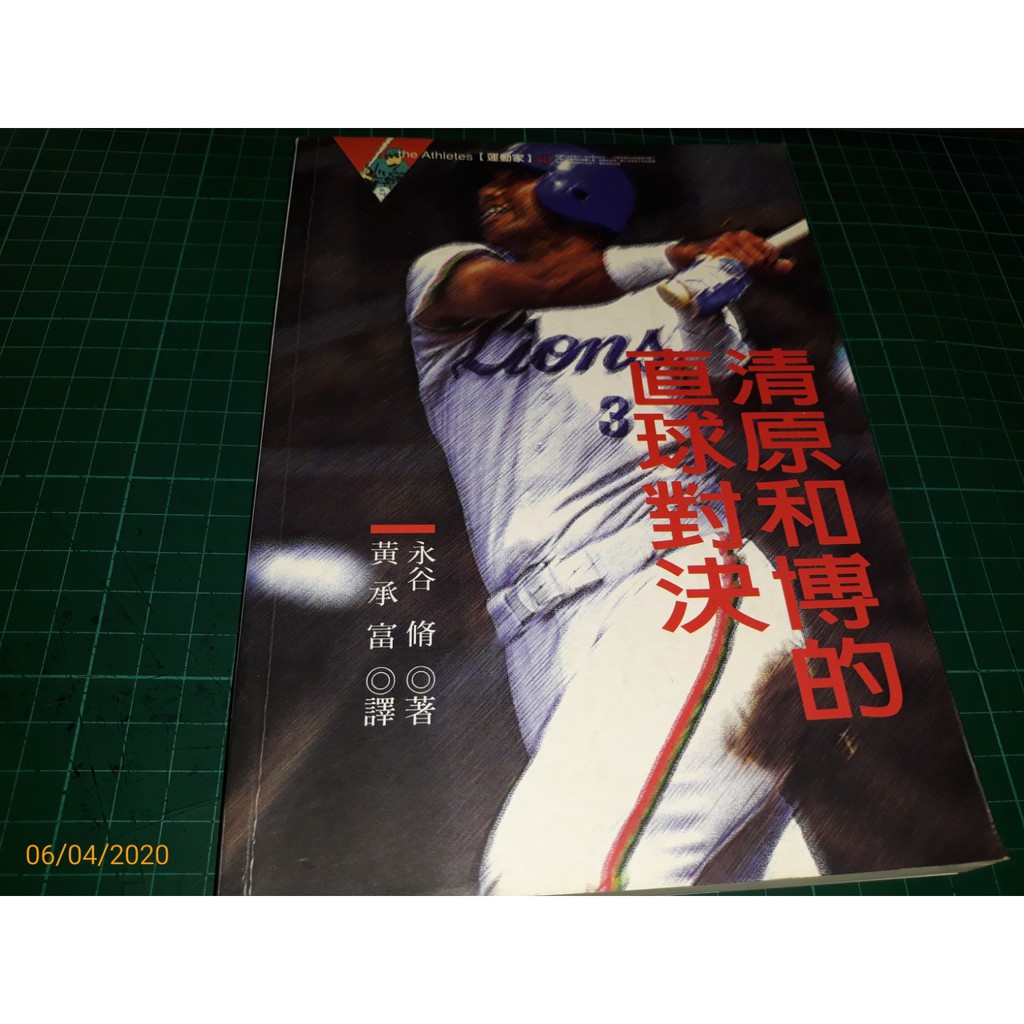 the Athletes【運動家】
Lions
3
清原和博的
直球對決
永谷 脩 ◎著
黃承富◎譯
06/04/2020